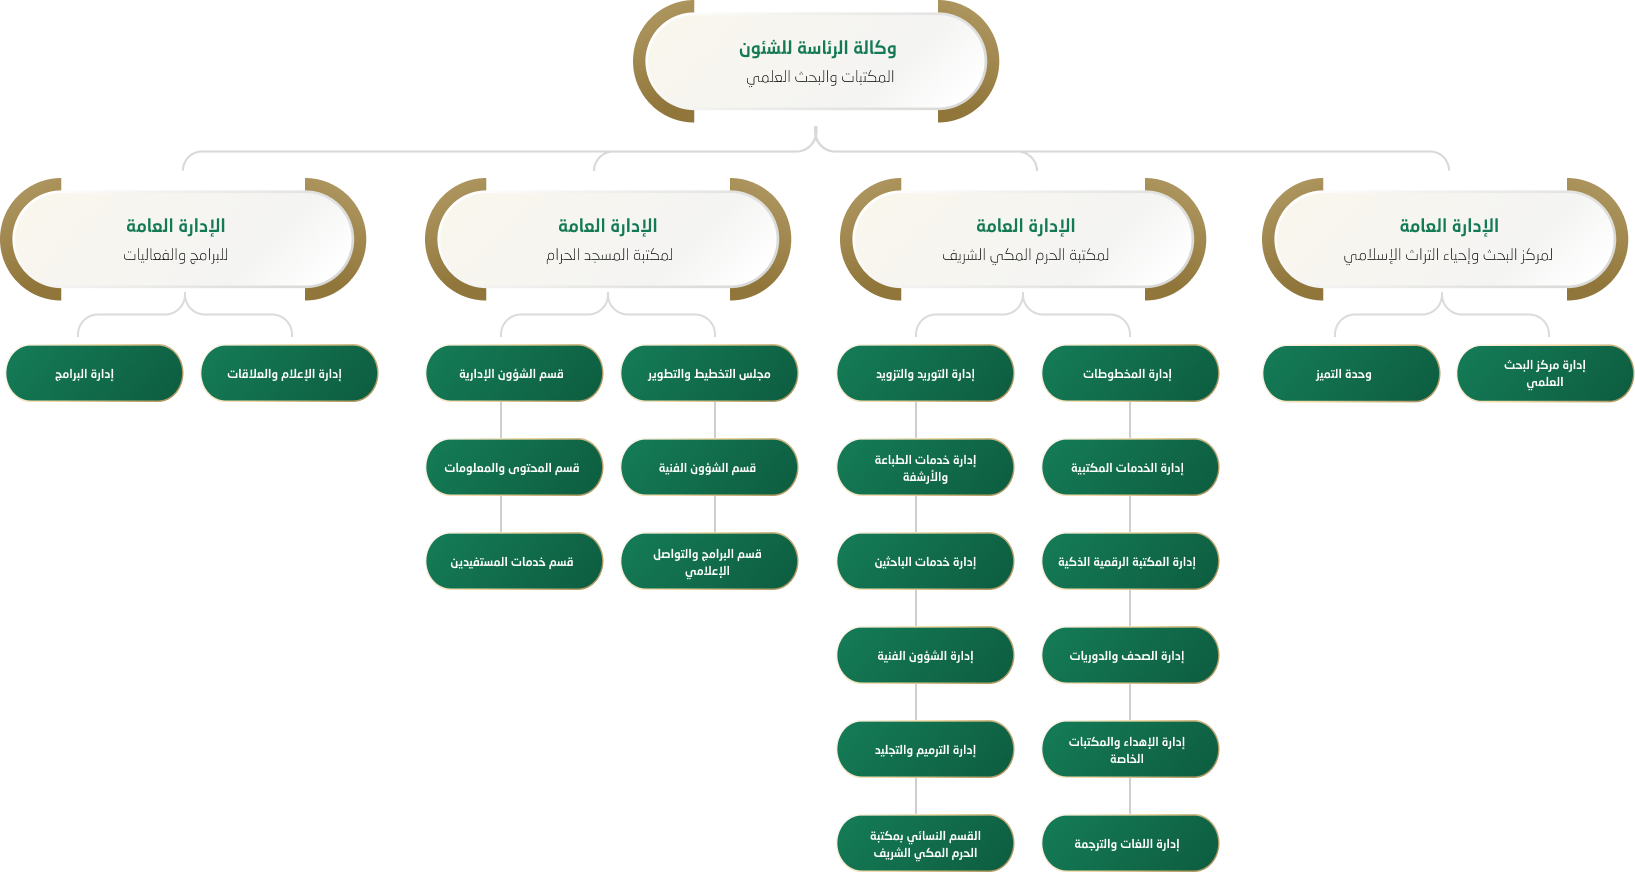 وكالة الرئاسة للشئون
المكتبات والبحث العلمي
الإدارة العامة
لمركز البحث وإحياء التراث الإسلامي
الإدارة العامة
لمكتبة الحرم المكي الشريف
الإدارة العامة
لمكتبة المسجد الحرام
الإدارة العامة
للبرامج والفعاليات
إدارة مركز البحث
العلمي
وحدة التميز
إدارة المخطوطات
إدارة التوريد والتزويد
مجلس التخطيط والتطوير
قسم الشؤون الإدارية
إدارة الإعلام والعلاقات
إدارة البرامج
إدارة الخدمات المكتبية
إدارة خدمات الطباعة
والأرشفة
قسم الشؤون الفنية
قسم المحتوى والمعلومات
إدارة المكتبة الرقمية الذكية
إدارة خدمات الباحثين
قسم البرامج والتواصل
الإعلامي
قسم خدمات المستفيدين
إدارة الصحف والدوريات
إدارة الشؤون الفنية
إدارة الإهداء والمكتبات
الخاصة
إدارة الترميم والتجليد
إدارة اللغات والترجمة
القسم النسائي بمكتبة
الحرم المكي الشريف